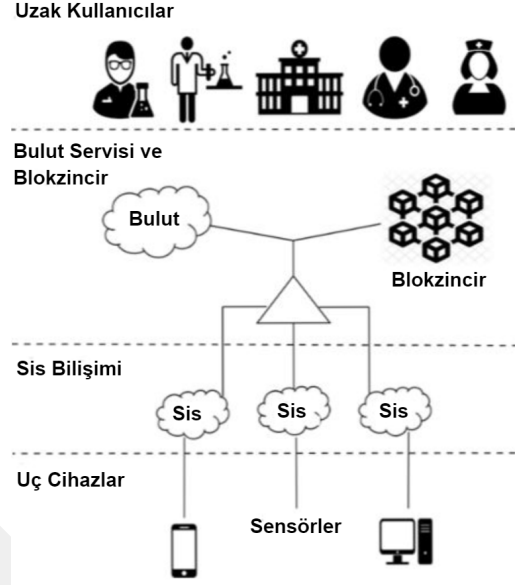 Uzak Kullanıcılar
Bulut Servisi ve
Blokzincir
Bulut
Blokzincir
Sis Bilişimi
Sis
Sis
Sis
Uç Cihazlar
Sensörler